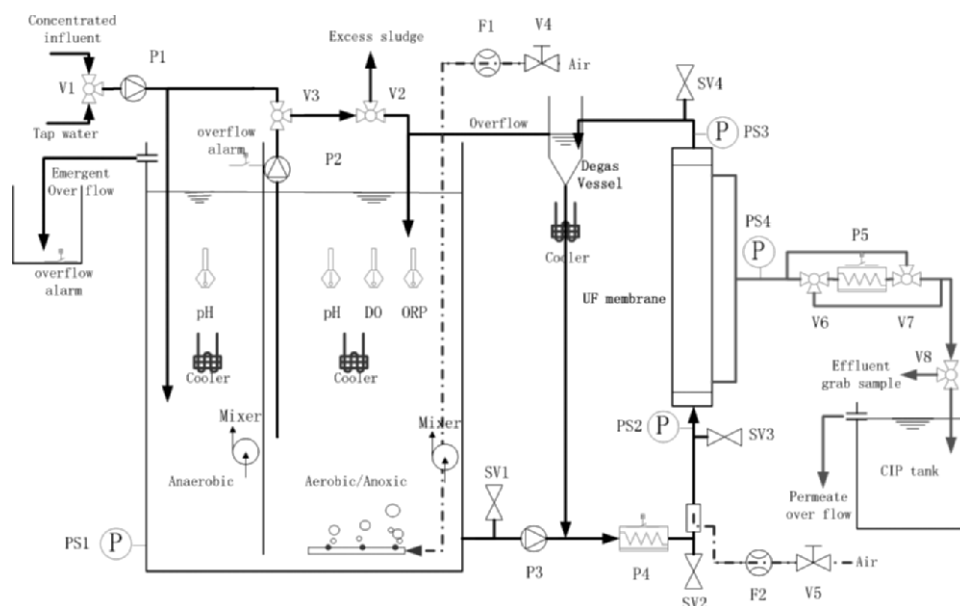 Concentrated
influent
P1
V1
Tap water
Excess sludge
V3
V2
F1
V4
Air
overflow
alarm
P2
Overflow
Degas
Vessel
SV4
P
PS3
Emergent
Over flow
overflow
alarm
Cooler
PS4
P
P5
pH
pH
DO
ORP
UF membrane
V6
V7
Cooler
Cooler
V8
Effluent
grab sample
Mixer
Mixer
PS2
P
SV3
Anaerobic
Aerobic/Anoxic
SV1
CIP tank
Permeate
over flow
PS1
P
P3
P4
SV2
F2
V5
Air